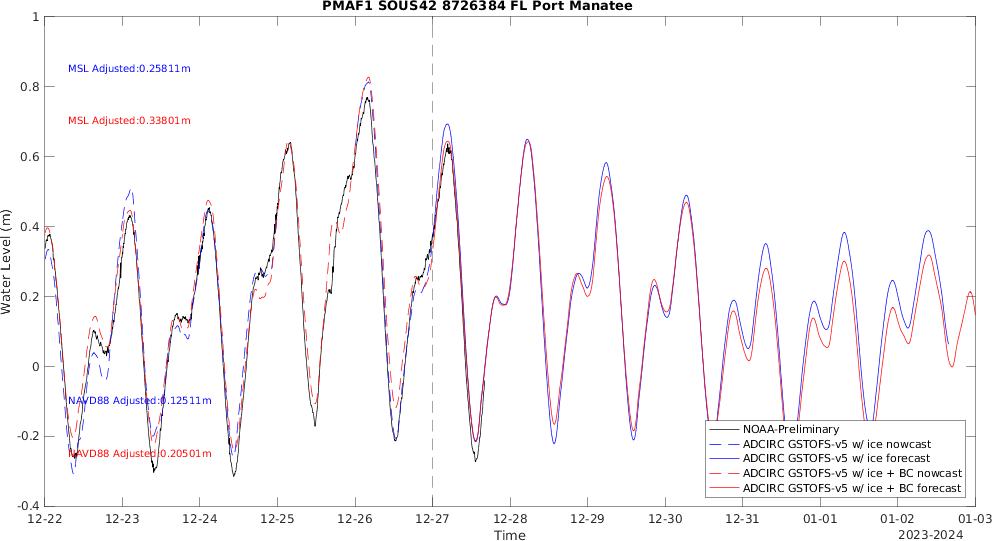 PMAF1 SOUS42 8726384 FL Port Manatee
1
0.8
0.6
0.4
0.2
0
-0.2
-0.4
Water Level (m)
MSL Adjusted:0.25811m
MSL Adjusted:0.33801m
NAVD88 Adjusted:0.12511m
NAVD88 Adjusted:0.20501m
NOAA-Preliminary
ADCIRC GSTOFS-v5 w/ ice nowcast
ADCIRC GSTOFS-v5 w/ ice forecast
ADCIRC GSTOFS-v5 w/ ice + BC nowcast
ADCIRC GSTOFS-v5 w/ ice + BC forecast
12-22 12-23 12-24 12-25 12-26 12-27 12-28 12-29 12-30 12-31 01-01 01-02 01-03
Time
2023-2024